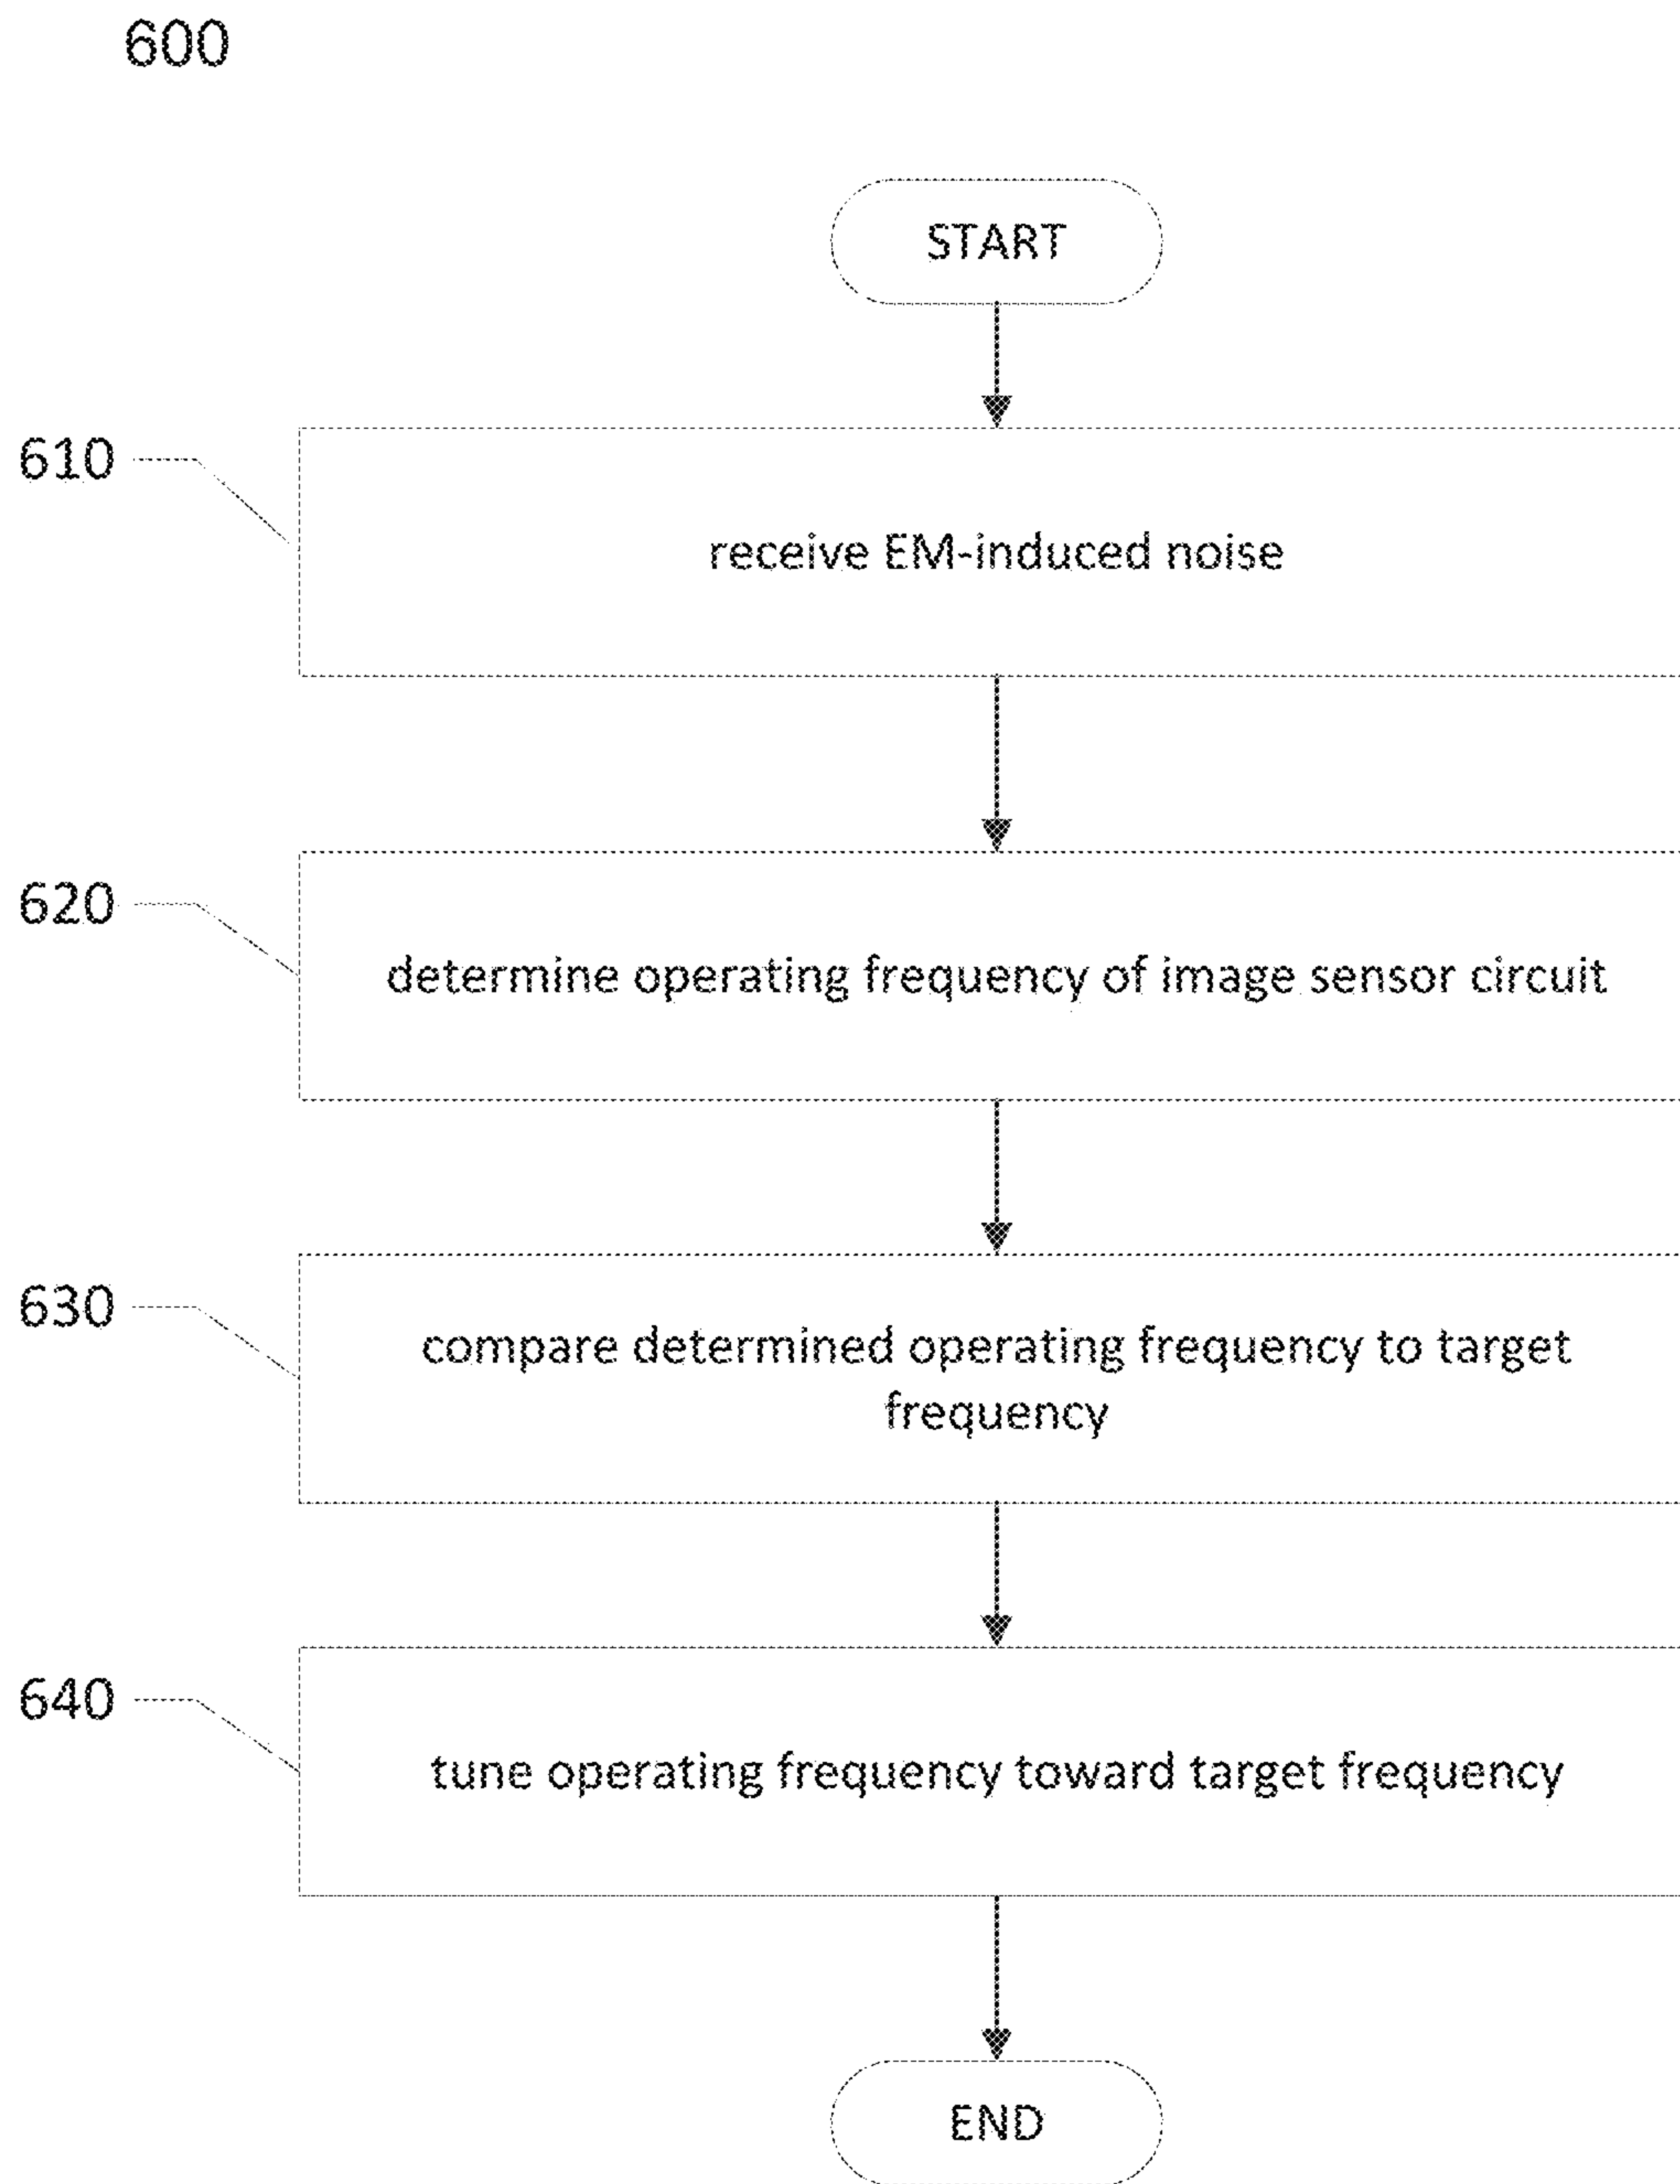 600
START
610
receive EM-induced noise
620
determine operating frequency of image sensor circuit
630
compare determined operating frequency to target
frequency
640
tune operating frequency toward target frequency
END